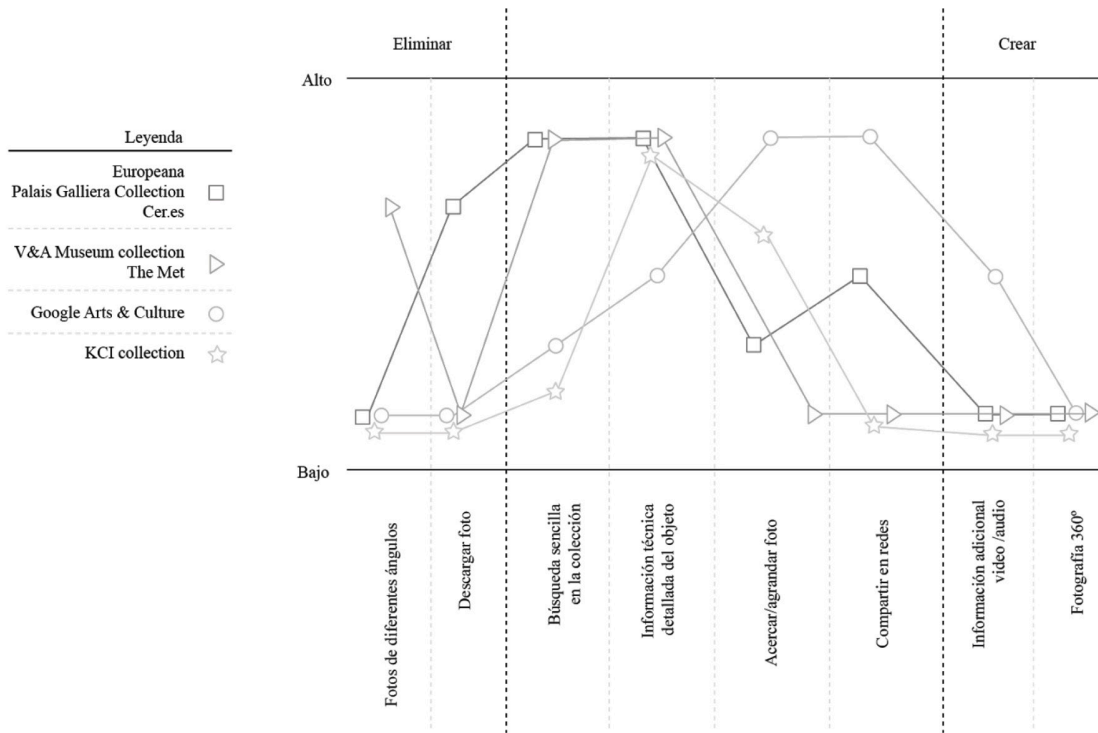 Eliminar
Crear
Alto
Leyenda
Europeana
Palais Galliera Collection
Cer.es
V&A Museum collection
The Met
Google Arts & Culture
KCI collection
Bajo
Fotos de diferentes ángulos
Descargar foto
Búsqueda sencilla
en la colección
Información técnica
detallada del objeto
Acercar/agrandar foto
Compartir en redes
Información adicional
video /audio
Fotografía 360º